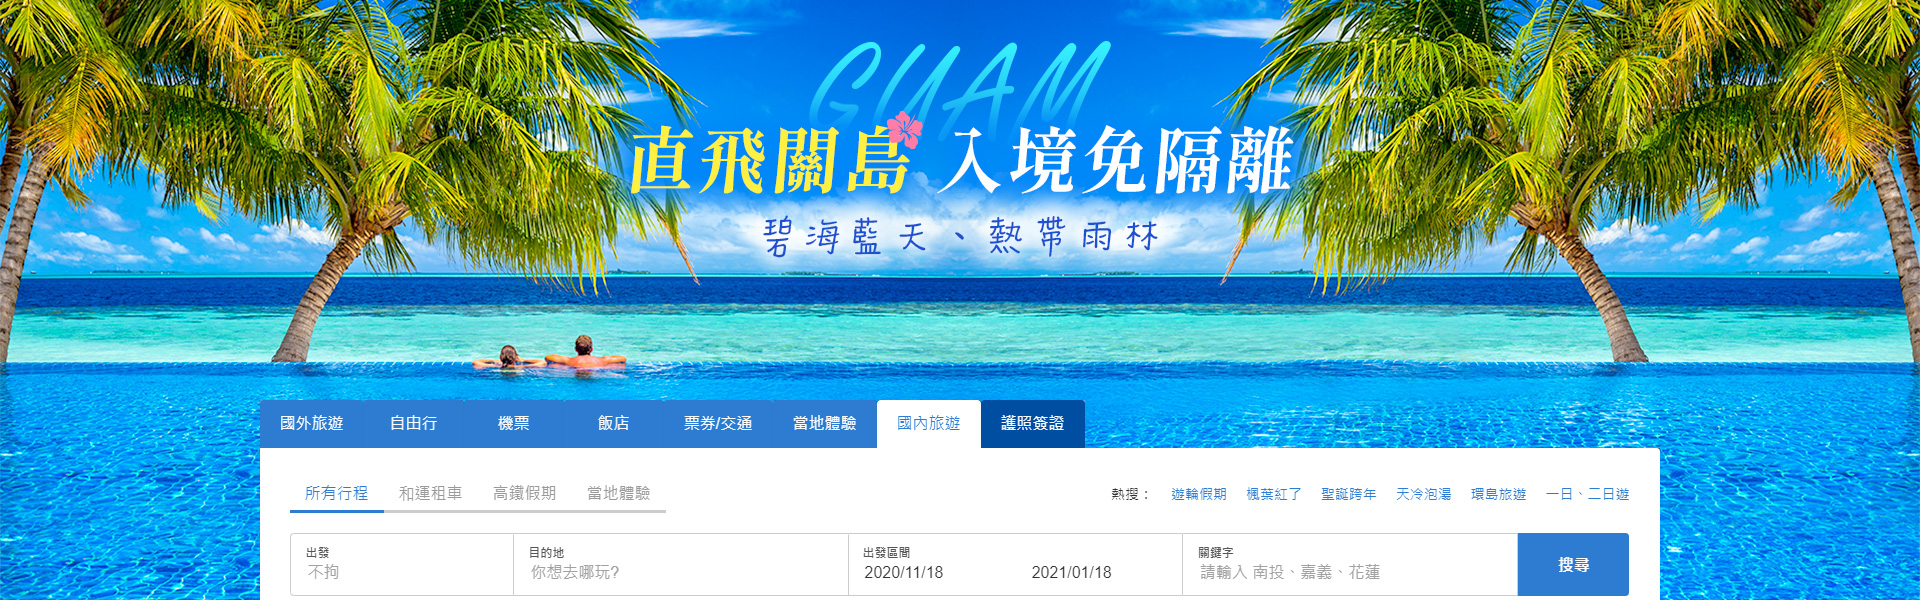 GUAM
直飛關島 入境免隔離
碧海藍天、熱帶雨林
國外旅遊 自由行 機票 飯店 票券/交通 當地體驗 國內旅遊 護照簽證
所有行程 和運租車 高鐵假期 當地體驗 熱搜： 遊輪假期 楓葉紅了 聖誕跨年 天冷泡湯 環島旅遊 一日、二日遊
出發 目的地 出發區間 關鍵字
不拘 你想去哪玩? 2020/11/18 2021/01/18 請輸入 南投、嘉義、花蓮
搜尋